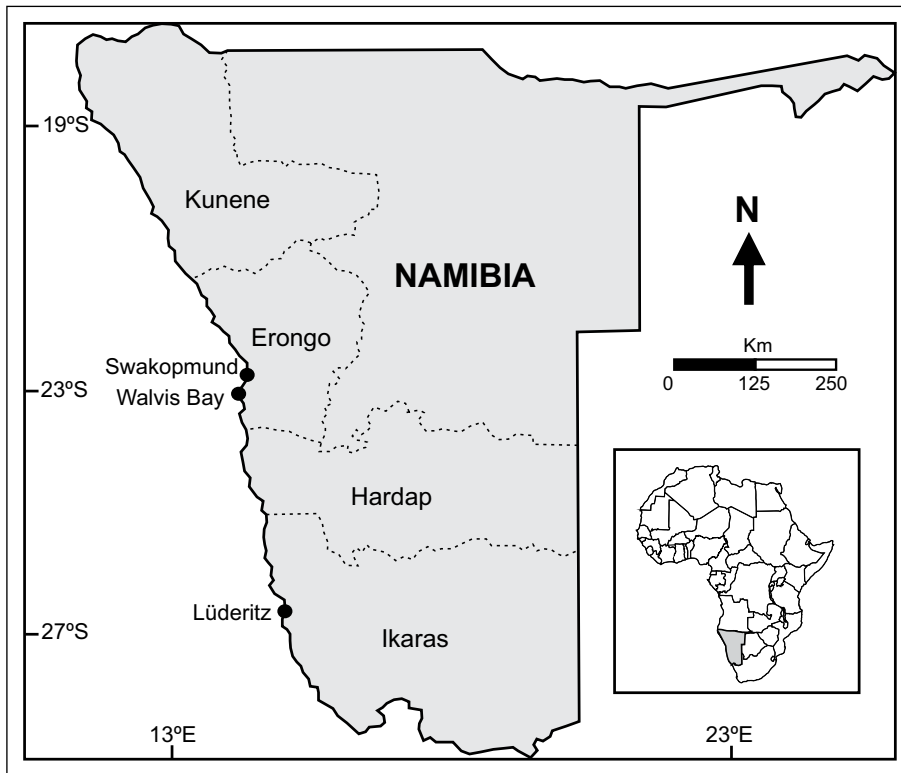 19ºS
Kunene
N
NAMIBIA
Erongo
Km
Swakopmund
0 125 250
23ºS
Walvis Bay
Hardap
Lüderitz
27ºS
Ikaras
13ºE
23ºE